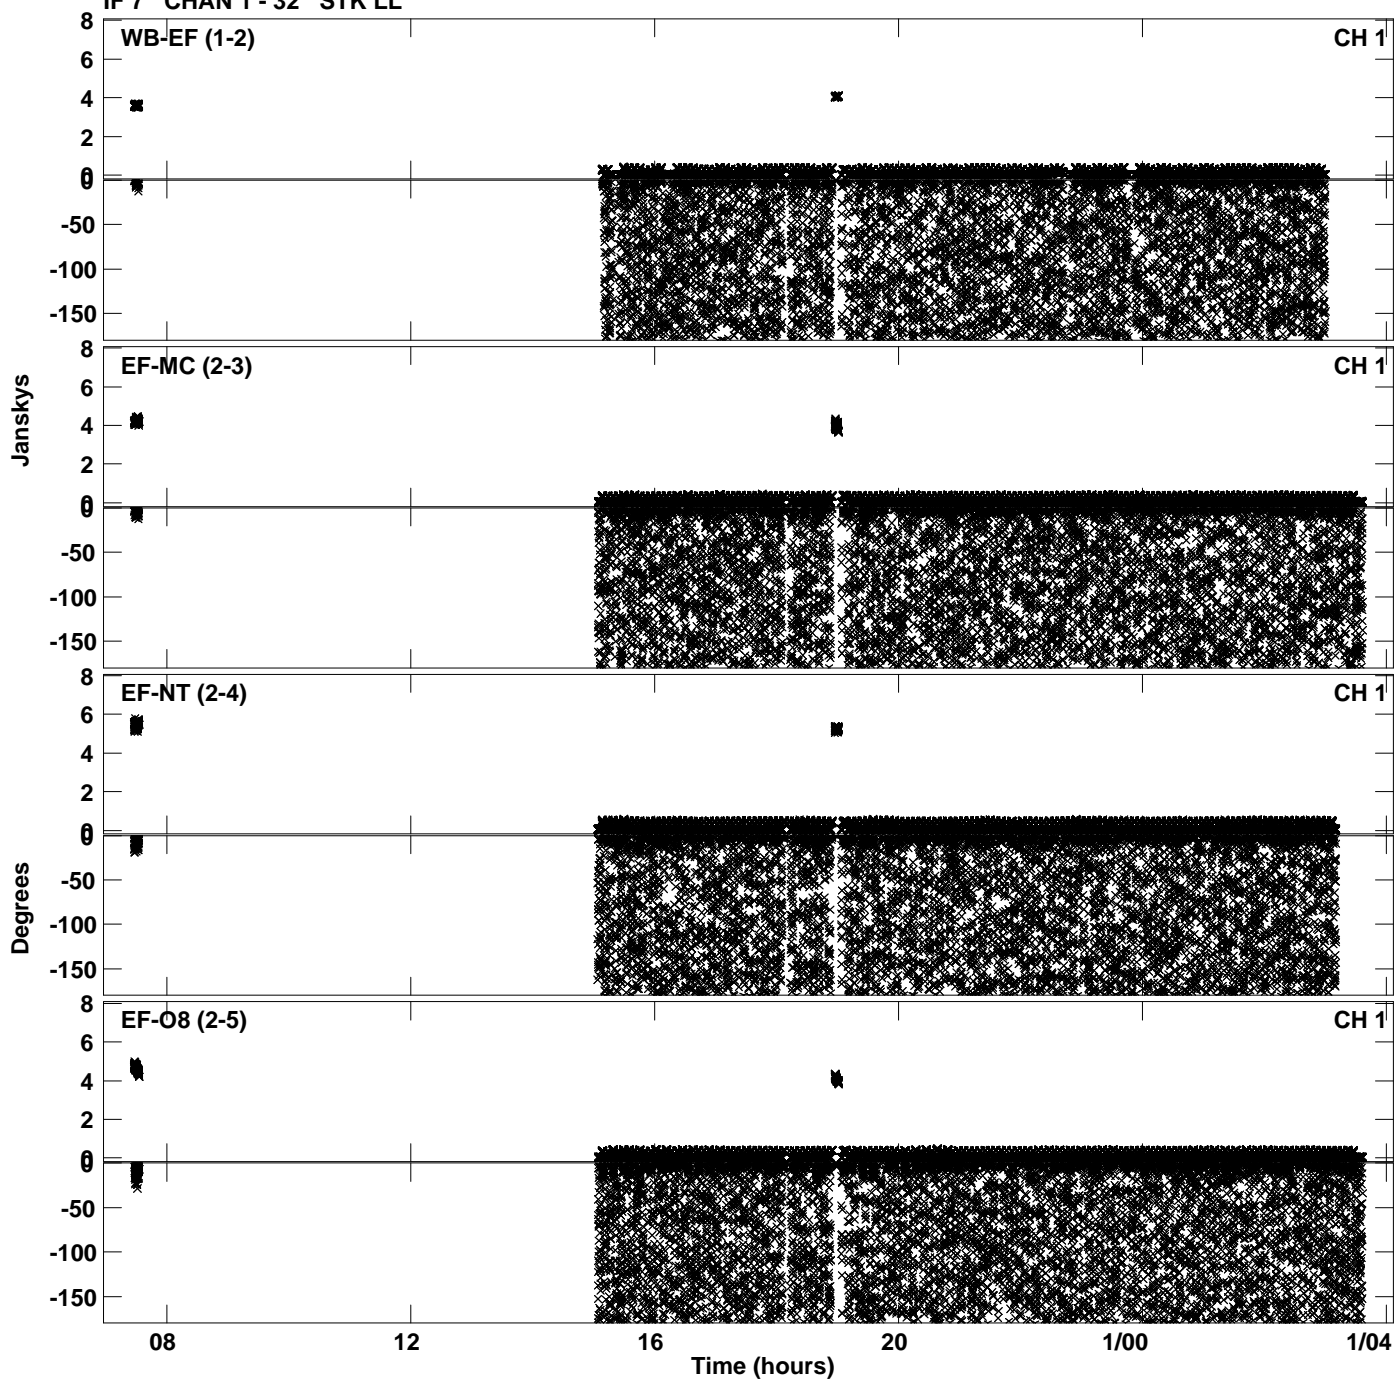 IF 7 CHAN 1 - 32 STK LL
WB-EF (1-2)
CH 1
8
6
4
2
0
0
-50
-100
-150
EF-MC (2-3)
CH 1
8
6
4
2
0
0
-50
-100
-150
Janskys
EF-NT (2-4)
CH 1
8
6
4
2
0
0
-50
-100
-150
Degrees
EF-O8 (2-5)
CH 1
8
6
4
2
0
0
-50
-100
-150
08 12 16 20 1/00 1/04
Time (hours)